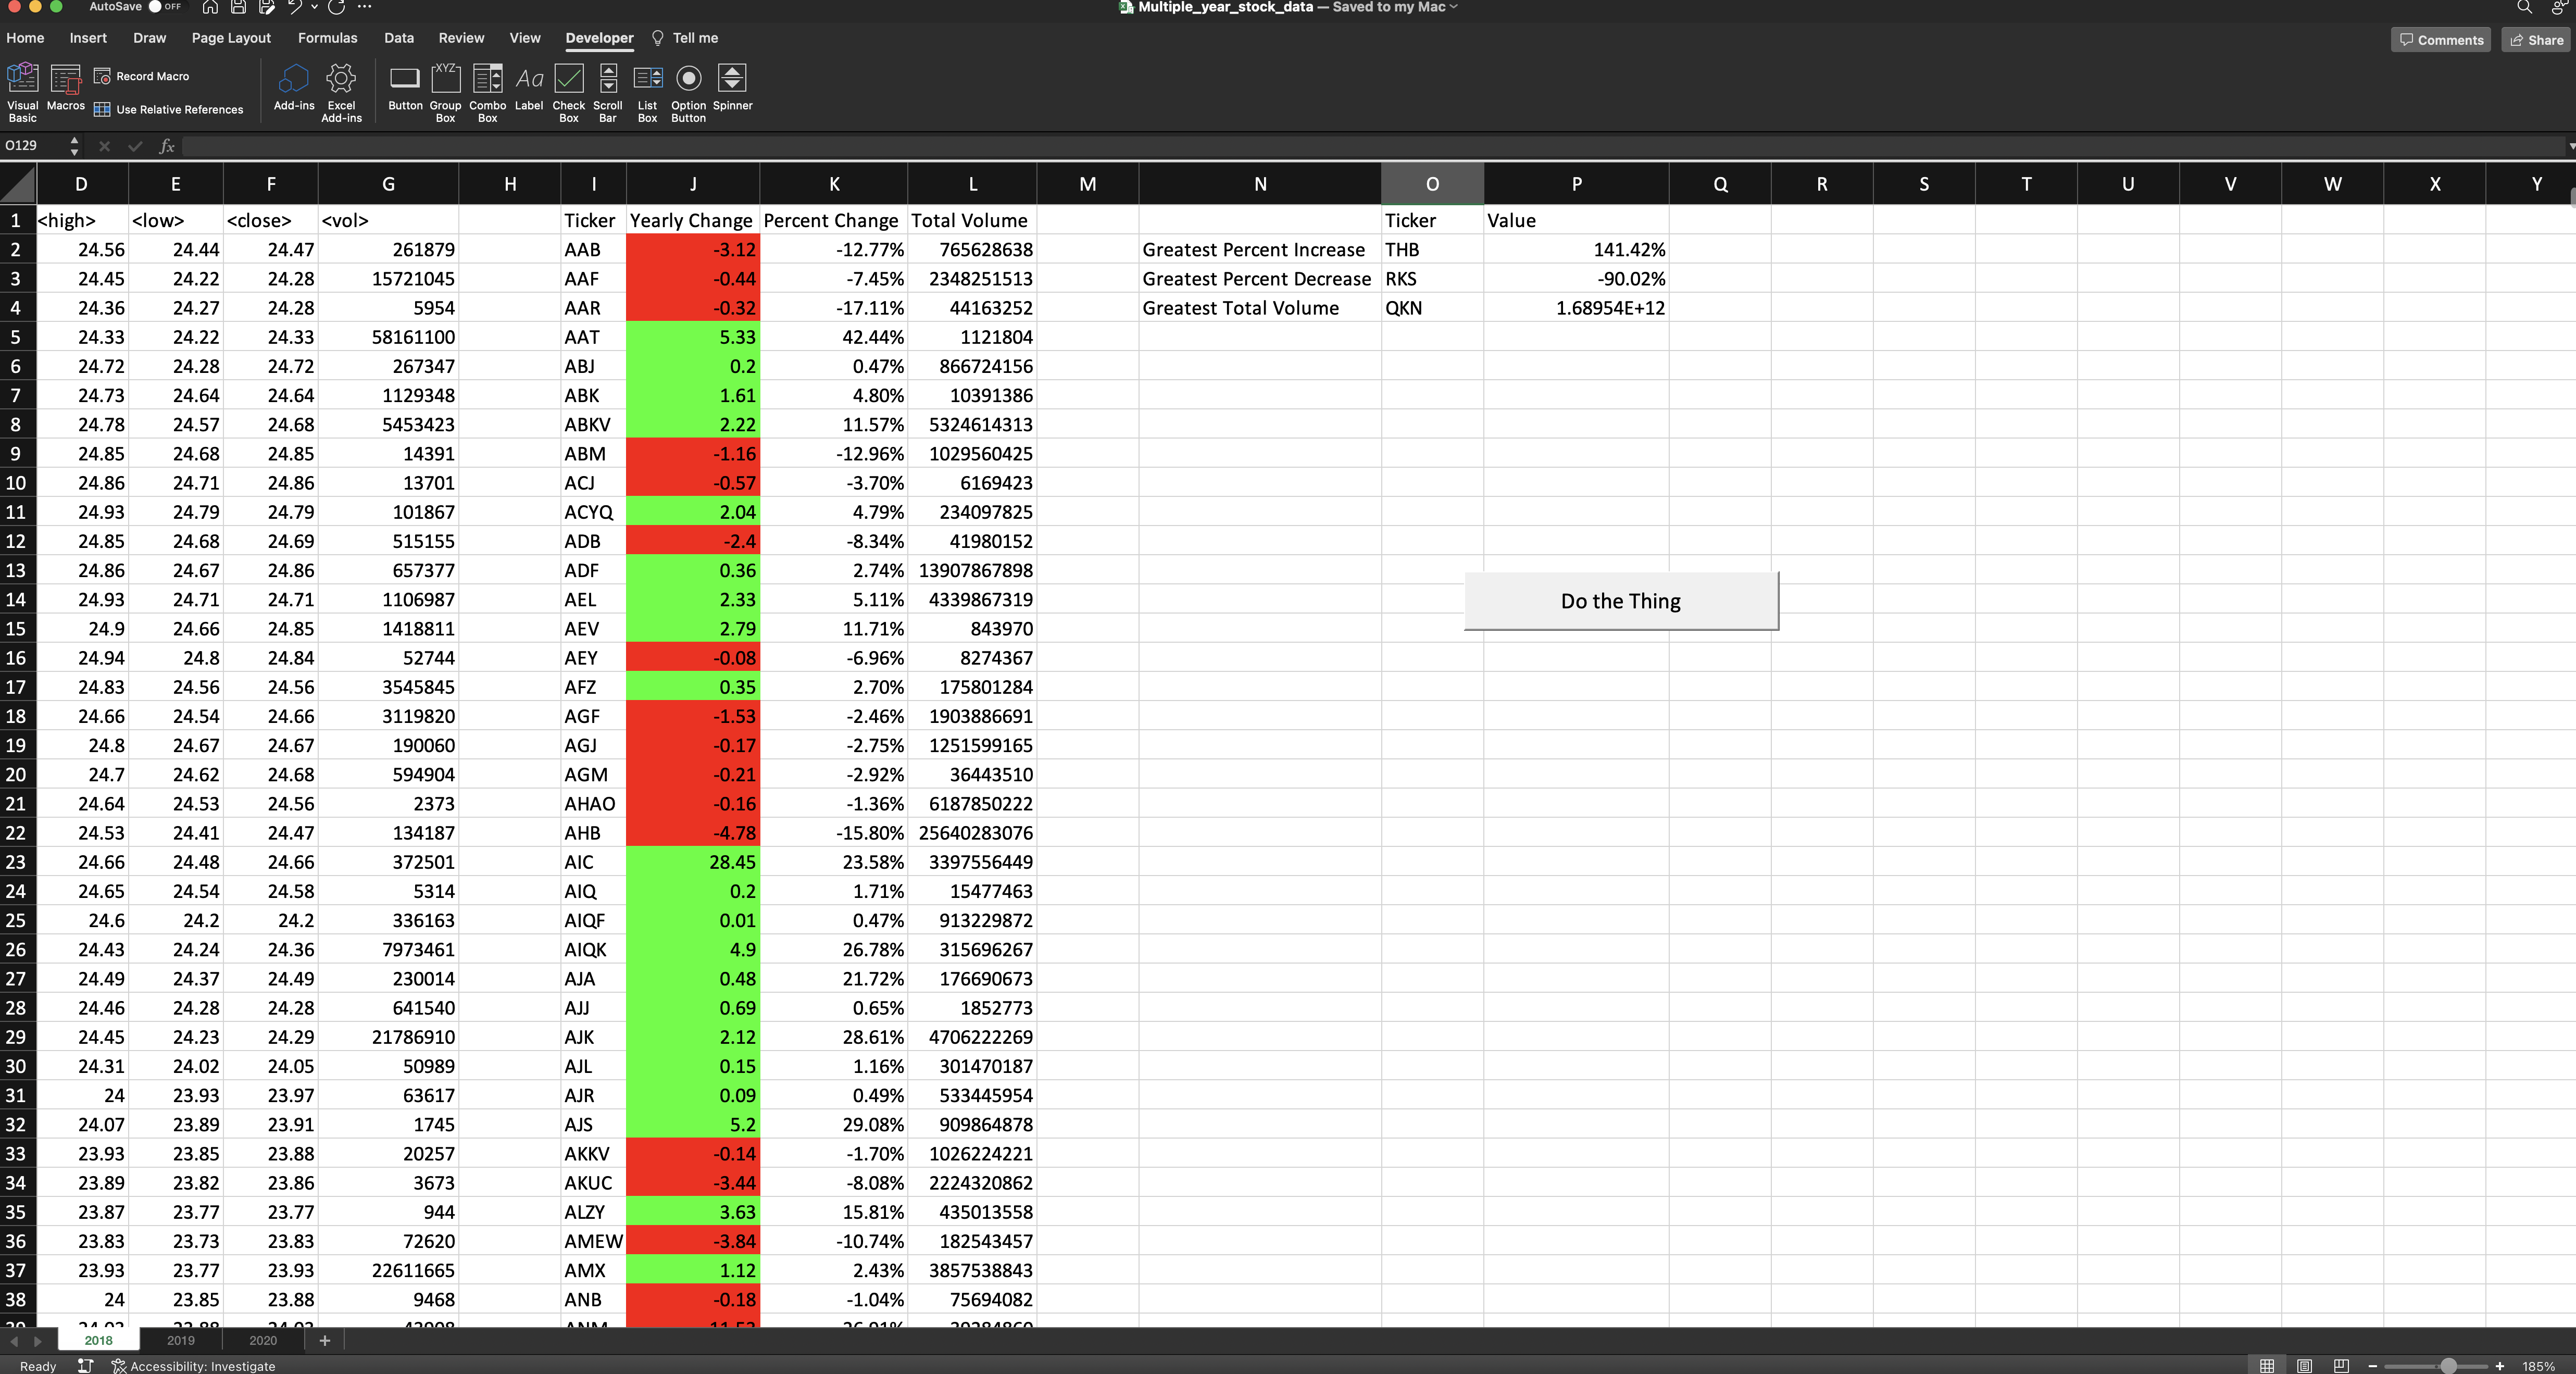 AutoSave OFF
Multiple_year_stock_data — Saved to my Mac
Home Insert Draw Page Layout Formulas Data Review View Developer Tell me Comments Share
Visual Basic Macros Record Macro Use Relative References Add-ins Excel Add-ins Button Group Box Combo Box Label Check Box Scroll Bar List Box Option Button Spinner
XYZ Aa
O129 fx
D E F G H I J K L M N O P Q R S T U V W X Y
1 <high> <low> <close> <vol> Ticker Yearly Change Percent Change Total Volume Ticker Value
2 24.56 24.44 24.47 261879 AAB -3.12 -12.77% 765628638 Greatest Percent Increase THB 141.42%
3 24.45 24.22 24.28 15721045 AAF -0.44 -7.45% 2348251513 Greatest Percent Decrease RKS -90.02%
4 24.36 24.27 24.28 5954 AAR -0.32 -17.11% 44163252 Greatest Total Volume QKN 1.68954E+12
5 24.33 24.22 24.33 58161100 AAT 5.33 42.44% 1121804
6 24.72 24.28 24.72 267347 ABJ 0.2 0.47% 866724156
7 24.73 24.64 24.64 1129348 ABK 1.61 4.80% 10391386
8 24.78 24.57 24.68 5453423 ABKV 2.22 11.57% 5324614313
9 24.85 24.68 24.85 14391 ABM -1.16 -12.96% 1029560425
10 24.86 24.71 24.86 13701 ACJ -0.57 -3.70% 6169423
11 24.93 24.79 24.79 101867 ACYQ 2.04 4.79% 234097825
12 24.85 24.68 24.69 515155 ADB -2.4 -8.34% 41980152
13 24.86 24.67 24.86 657377 ADF 0.36 2.74% 13907867898
14 24.93 24.71 24.71 1106987 AEL 2.33 5.11% 4339867319 Do the Thing
15 24.9 24.66 24.85 1418811 AEV 2.79 11.71% 843970
16 24.94 24.8 24.84 52744 AEY -0.08 -6.96% 8274367
17 24.83 24.56 24.56 3545845 AFZ 0.35 2.70% 175801284
18 24.66 24.54 24.66 3119820 AGF -1.53 -2.46% 1903886691
19 24.8 24.67 24.67 190060 AGJ -0.17 -2.75% 1251599165
20 24.7 24.62 24.68 594904 AGM -0.21 -2.92% 36443510
21 24.64 24.53 24.56 2373 AHAO -0.16 -1.36% 6187850222
22 24.53 24.41 24.47 134187 AHB -4.78 -15.80% 25640283076
23 24.66 24.48 24.66 372501 AIC 28.45 23.58% 3397556449
24 24.65 24.54 24.58 5314 AIQ 0.2 1.71% 15477463
25 24.6 24.2 24.2 336163 AIQF 0.01 0.47% 913229872
26 24.43 24.24 24.36 7973461 AIQK 4.9 26.78% 315696267
27 24.49 24.37 24.49 230014 AJA 0.48 21.72% 176690673
28 24.46 24.28 24.28 641540 AJJ 0.69 0.65% 1852773
29 24.45 24.23 24.29 21786910 AJK 2.12 28.61% 4706222269
30 24.31 24.02 24.05 50989 AJL 0.15 1.16% 301470187
31 24 23.93 23.97 63617 AJR 0.09 0.49% 533445954
32 24.07 23.89 23.91 1745 AJS 5.2 29.08% 909864878
33 23.93 23.85 23.88 20257 AKKV -0.14 -1.70% 1026224221
34 23.89 23.82 23.86 3673 AKUC -3.44 -8.08% 2224320862
35 23.87 23.77 23.77 944 ALZY 3.63 15.81% 435013558
36 23.83 23.73 23.83 72620 AMEW -3.84 -10.74% 182543457
37 23.93 23.77 23.93 22611665 AMX 1.12 2.43% 3857538843
38 24 23.85 23.88 9468 ANB -0.18 -1.04% 75694082
2018 2019 2020
Ready Accessibility: Investigate 185%